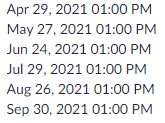 Apr 29, 2021 01:00 PM
May 27, 2021 01:00 PM
Jun 24, 2021 01:00 PM
Jul 29, 2021 01:00 PM
Aug 26, 2021 01:00 PM
Sep 30, 2021 01:00 PM